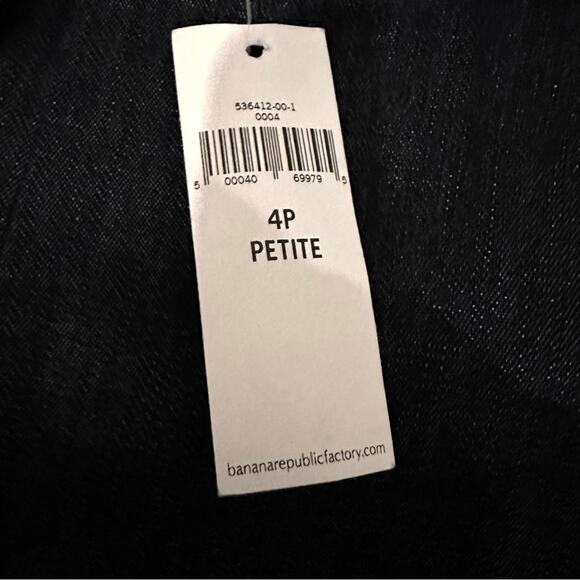 536412-00-1
0004
5 00040 69979 5
4P
PETITE
bananarepublicfactory.com